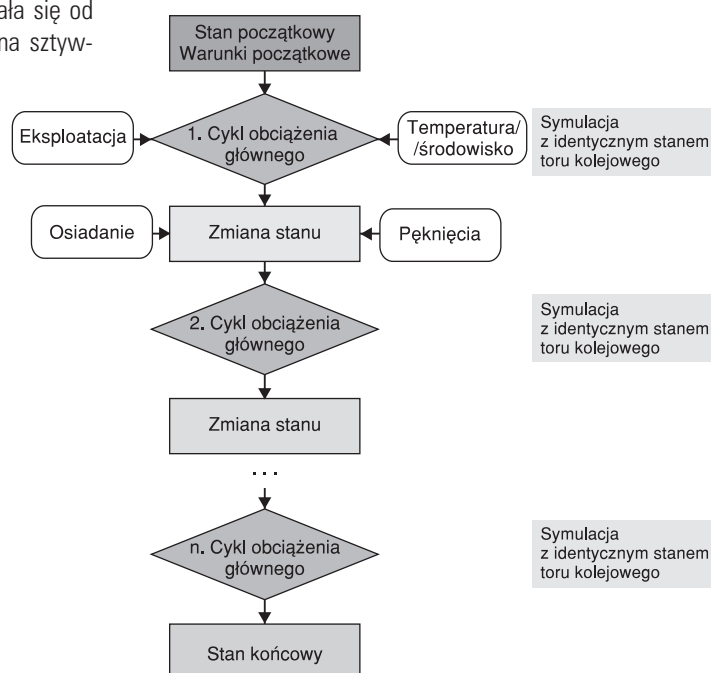 ała się od
na sztyw-
Stan początkowy
Warunki początkowe
Eksploatacja
1. Cykl obciążenia
głównego
Temperatura/
/środowisko
Symulacja
z identycznym stanem
toru kolejowego
Osiadanie
Zmiana stanu
Pęknięcia
2. Cykl obciążenia
głównego
Symulacja
z identycznym stanem
toru kolejowego
Zmiana stanu
...
n. Cykl obciążenia
głównego
Symulacja
z identycznym stanem
toru kolejowego
Stan końcowy